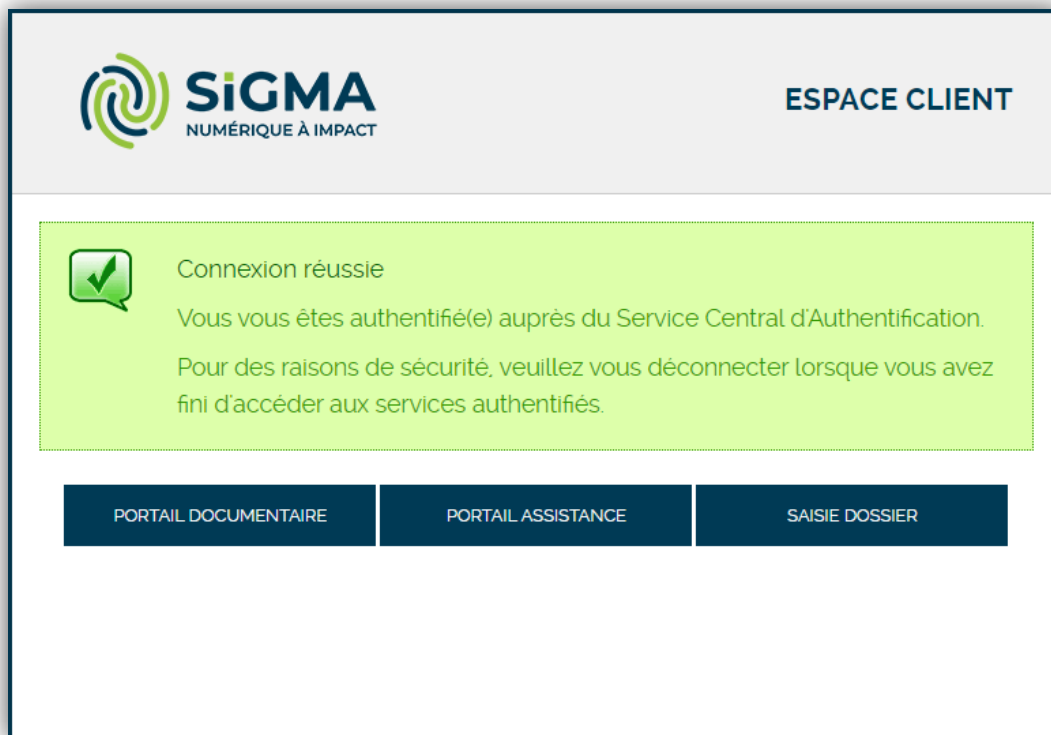 SiGMA
NUMÉRIQUE À IMPACT
ESPACE CLIENT
Connexion réussie
Vous vous êtes authentifié(e) auprès du Service Central d'Authentification.
Pour des raisons de sécurité, veuillez vous déconnecter lorsque vous avez
fini d'accéder aux services authentifiés.
PORTAIL DOCUMENTAIRE
PORTAIL ASSISTANCE
SAISIE DOSSIER